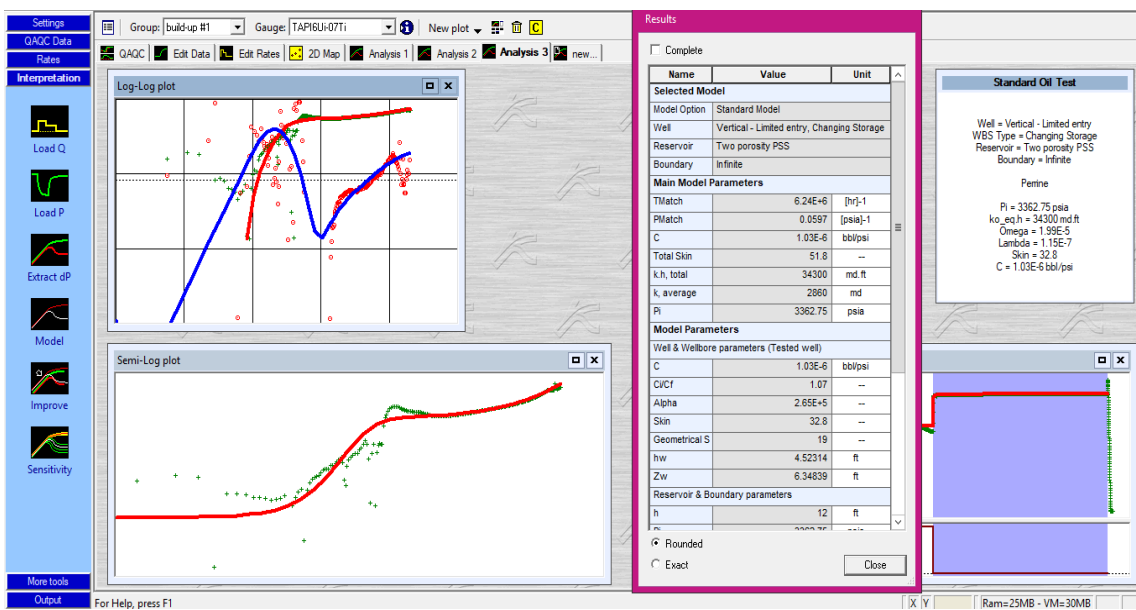 Settings
QAQC Data
Rates
Interpretation
Load Q
Load P
Extract dP
Model
Improve
Sensitivity
More tools
Output
Group: build-up #1 Gauge: TAPI6Ui-07Ti New plot C
QAQC Edit Data Edit Rates 2D Map Analysis 1 Analysis 2 Analysis 3 new...
Log-Log plot
Semi-Log plot
Results
Complete
Name Value Unit
Selected Model
Model Option Standard Model
Well Vertical - Limited entry, Changing Storage
Reservoir Two porosity PSS
Boundary Infinite
Main Model Parameters
TMatch 6.24E+6 [hr]-1
PMatch 0.0597 [psia]-1
C 1.03E-6 bbl/psi
Total Skin 51.8 --
k.h, total 34300 md.ft
k, average 2860 md
Pi 3362.75 psia
Model Parameters
Well & Wellbore parameters (Tested well)
C 1.03E-6 bbl/psi
Ci/Cf 1.07 --
Alpha 2.65E+5 --
Skin 32.8 --
Geometrical S 19 --
hw 4.52314 ft
Zw 6.34839 ft
Reservoir & Boundary parameters
h 12 ft
Pi 3362.75 psia
Rounded
Exact
Close
Standard Oil Test
Well = Vertical - Limited entry
WBS Type = Changing Storage
Reservoir = Two porosity PSS
Boundary = Infinite
Perrine
Pi = 3362.75 psia
ko_eq.h = 34300 md.ft
Omega = 1.99E-5
Lambda = 1.15E-7
Skin = 32.8
C = 1.03E-6 bbl/psi
For Help, press F1
X Y Ram=25MB - VM=30MB